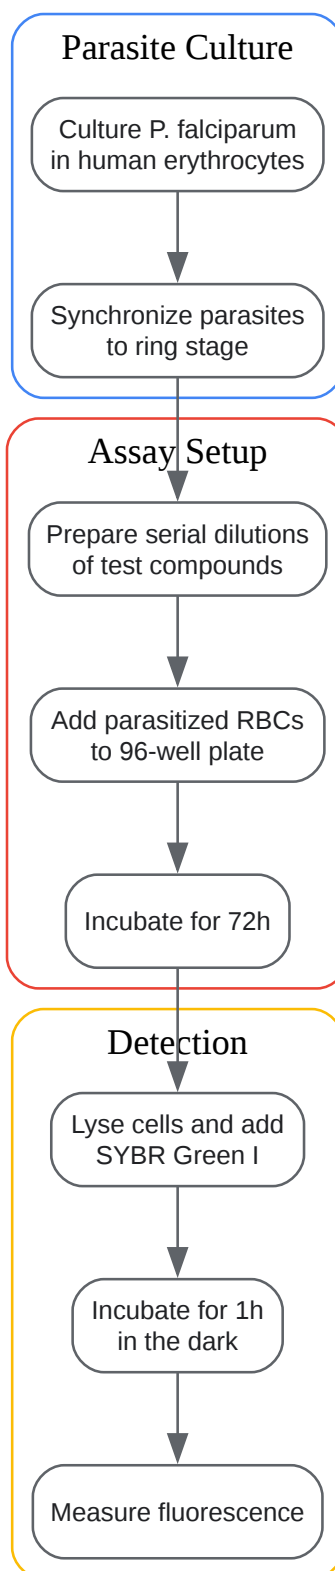 Parasite Culture
Culture P. falciparum
in human erythrocytes
Synchronize parasites
to ring stage
Assay Setup
Prepare serial dilutions
of test compounds
Add parasitized RBCs
to 96-well plate
Incubate for 72h
Detection
Lyse cells and add
SYBR Green I
Incubate for 1h
in the dark
Measure fluorescence